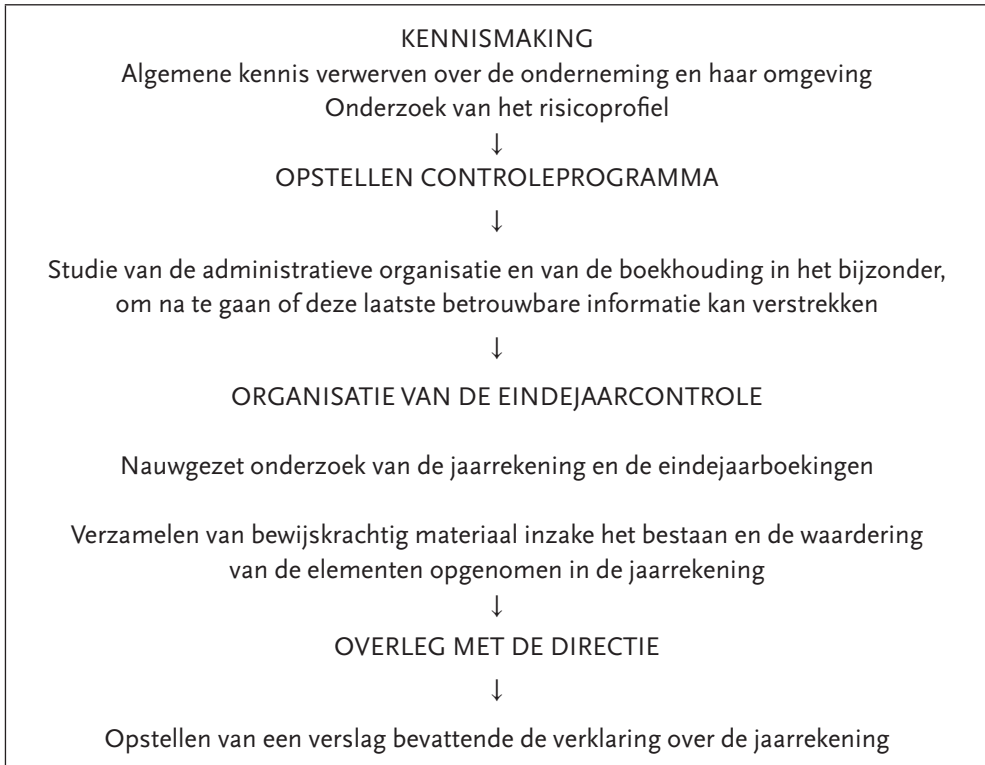 KENNISMAKING
Algemene kennis verwerven over de onderneming en haar omgeving
Onderzoek van het risicoprofiel
↓
OPSTELLEN CONTROLEPROGRAMMA
↓
Studie van de administratieve organisatie en van de boekhouding in het bijzonder,
om na te gaan of deze laatste betrouwbare informatie kan verstrekken
↓
ORGANISATIE VAN DE EINDEJAARCONTROLE
Nauwgezet onderzoek van de jaarrekening en de eindejaarboekingen
Verzamelen van bewijskrachtig materiaal inzake het bestaan en de waardering
van de elementen opgenomen in de jaarrekening
↓
OVERLEG MET DE DIRECTIE
↓
Opstellen van een verslag bevattende de verklaring over de jaarrekening